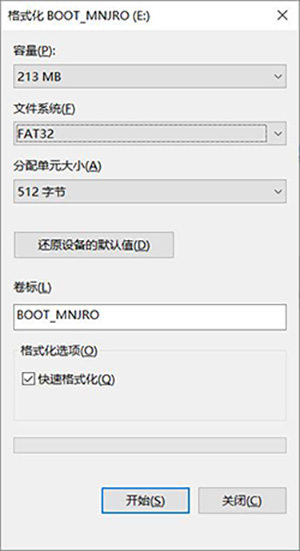 格式化 BOOT_MNJRO (E:)
容量(P):
213 MB
文件系统(F)
FAT32
分配单元大小(A)
512 字节
还原设备的默认值(D)
卷标(L)
BOOT_MNJRO
格式化选项(O)
快速格式化(Q)
开始(S)
关闭(C)